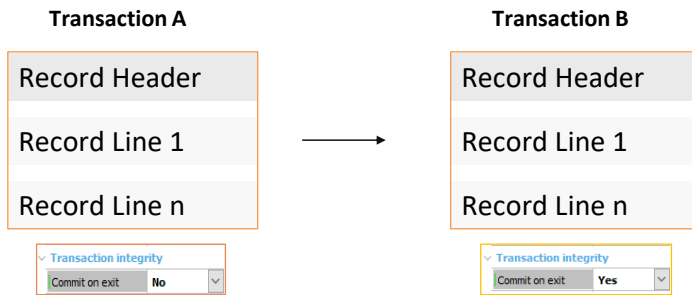 Transaction A
Transaction B
Record Header
Record Header
Record Line 1
Record Line 1
Record Line n
Record Line n
Transaction integrity
Commit on exit No
Transaction integrity
Commit on exit Yes